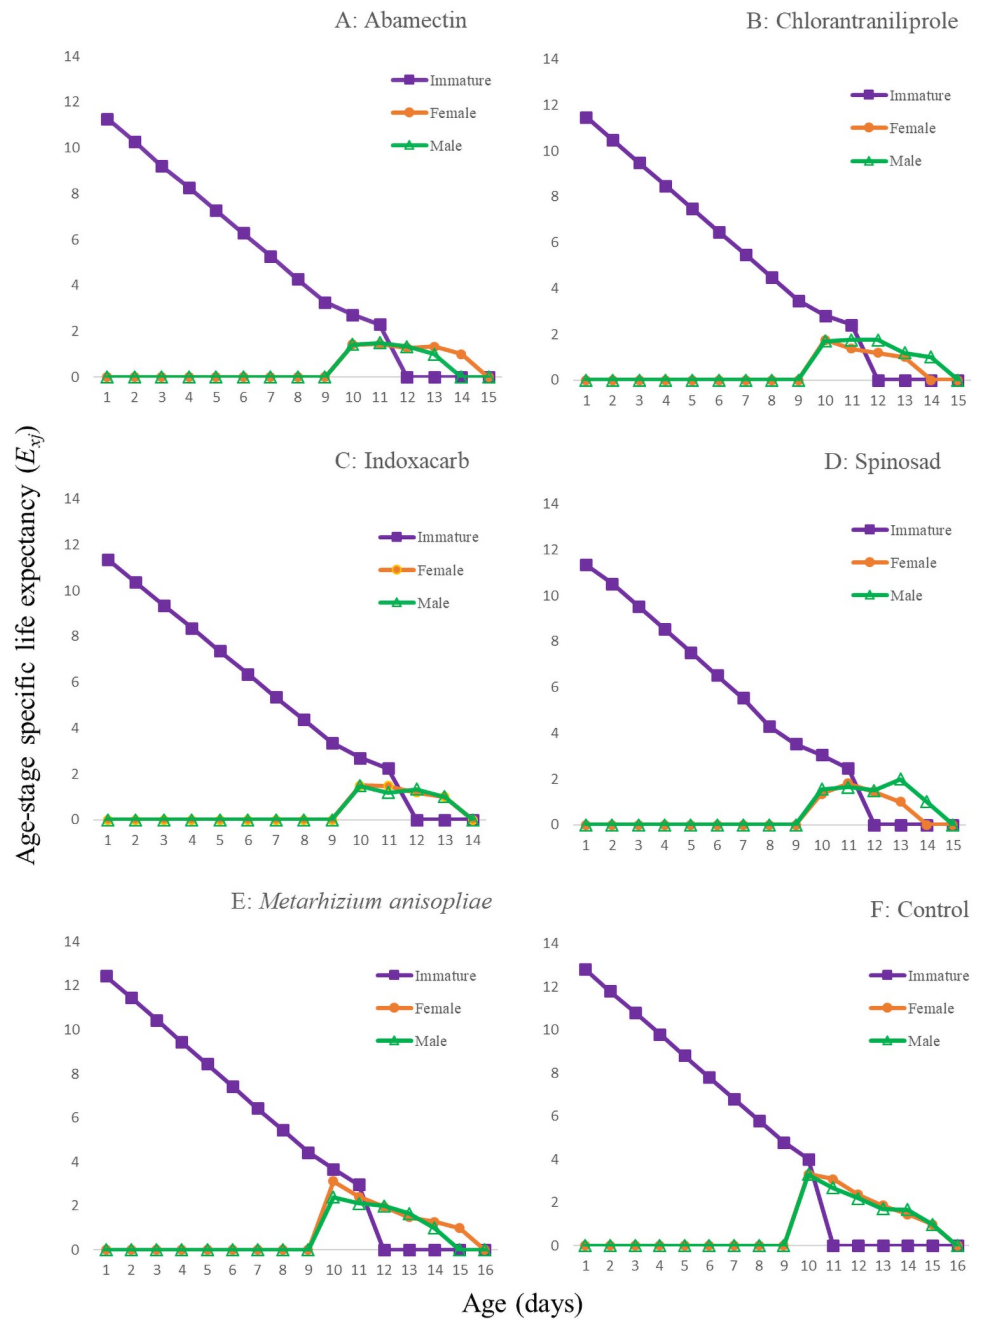 A: Abamectin
14
12
10
8
6
4
2
0
Immature
Female
Male
1 2 3 4 5 6 7 8 9 10 11 12 13 14 15
B: Chlorantraniliprole
14
12
10
8
6
4
2
0
Immature
Female
Male
1 2 3 4 5 6 7 8 9 10 11 12 13 14 15
Age-stage specific life expectancy (Exj)
C: Indoxacarb
14
12
10
8
6
4
2
0
Immature
Female
Male
1 2 3 4 5 6 7 8 9 10 11 12 13 14
D: Spinosad
14
12
10
8
6
4
2
0
Immature
Female
Male
1 2 3 4 5 6 7 8 9 10 11 12 13 14 15
E: Metarhizium anisopliae
14
12
10
8
6
4
2
0
Immature
Female
Male
1 2 3 4 5 6 7 8 9 10 11 12 13 14 15 16
F: Control
14
12
10
8
6
4
2
0
Immature
Female
Male
1 2 3 4 5 6 7 8 9 10 11 12 13 14 15 16
Age (days)